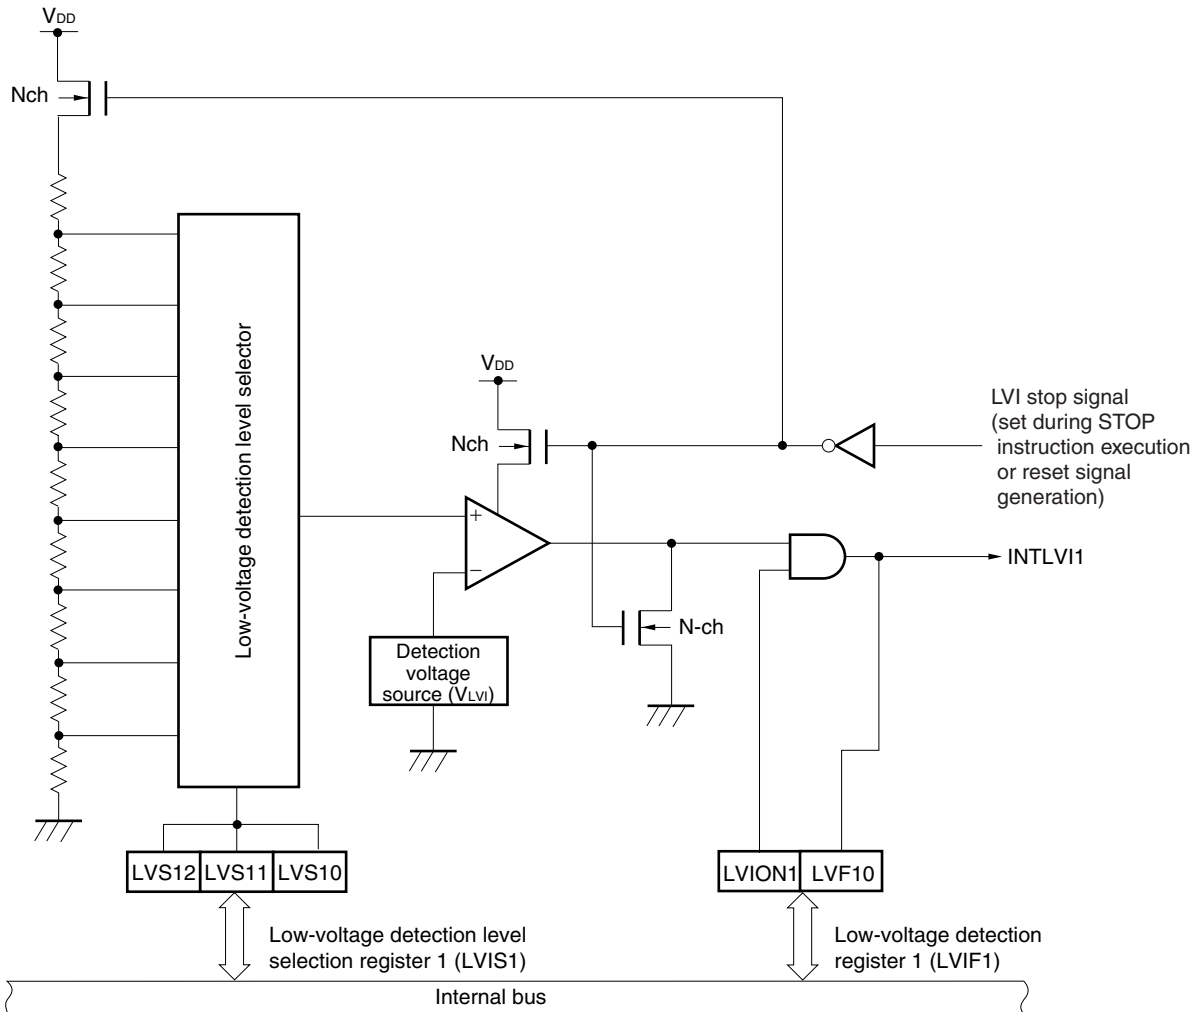 VDD
Nch
Low-voltage detection level selector
VDD
Nch
LVI stop signal
(set during STOP
instruction execution
or reset signal
generation)
+
−
INTLVI1
N-ch
Detection
voltage
source (VLVI)
LVS12 LVS11 LVS10
LVION1 LVF10
Low-voltage detection level
selection register 1 (LVIS1)
Low-voltage detection
register 1 (LVIF1)
Internal bus